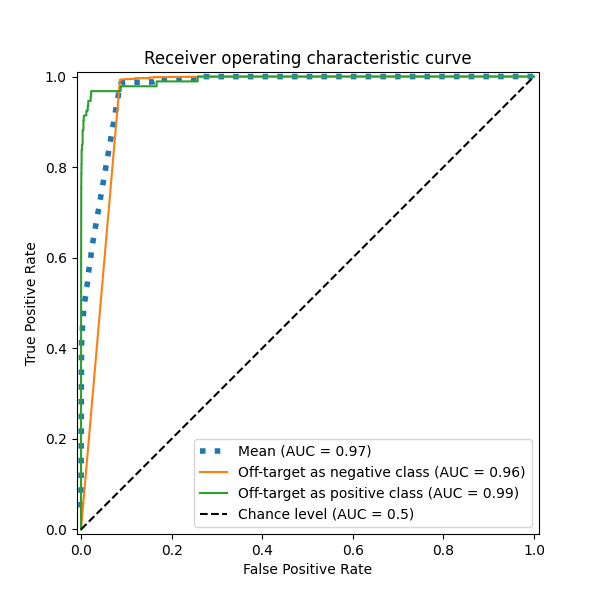 Receiver operating characteristic curve
True Positive Rate
1.0
0.8
0.6
0.4
0.2
0.0
Mean (AUC = 0.97)
Off-target as negative class (AUC = 0.96)
Off-target as positive class (AUC = 0.99)
Chance level (AUC = 0.5)
0.0 0.2 0.4 0.6 0.8 1.0
False Positive Rate